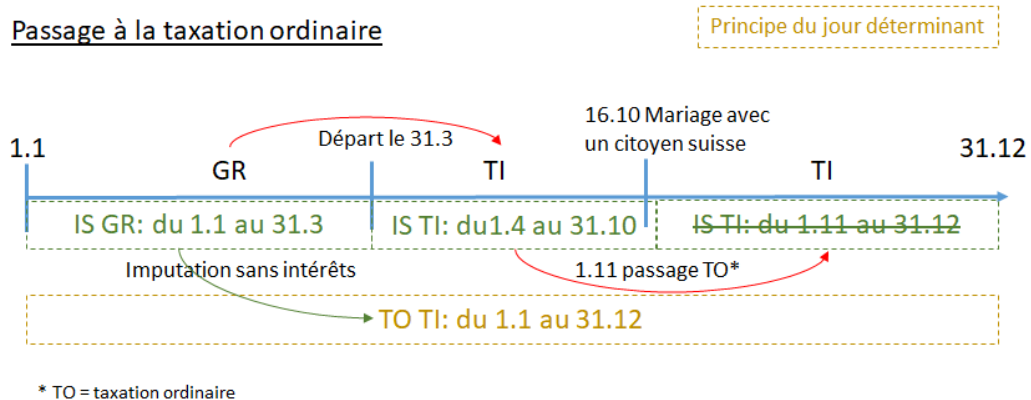 Passage à la taxation ordinaire
Principe du jour déterminant
16.10 Mariage avec
un citoyen suisse
Départ le 31.3
1.1
31.12
GR
TI
TI
IS GR: du 1.1 au 31.3
IS TI: du1.4 au 31.10
IS TI: du 1.11 au 31.12
Imputation sans intérêts
1.11 passage TO*
TO TI: du 1.1 au 31.12
* TO = taxation ordinaire